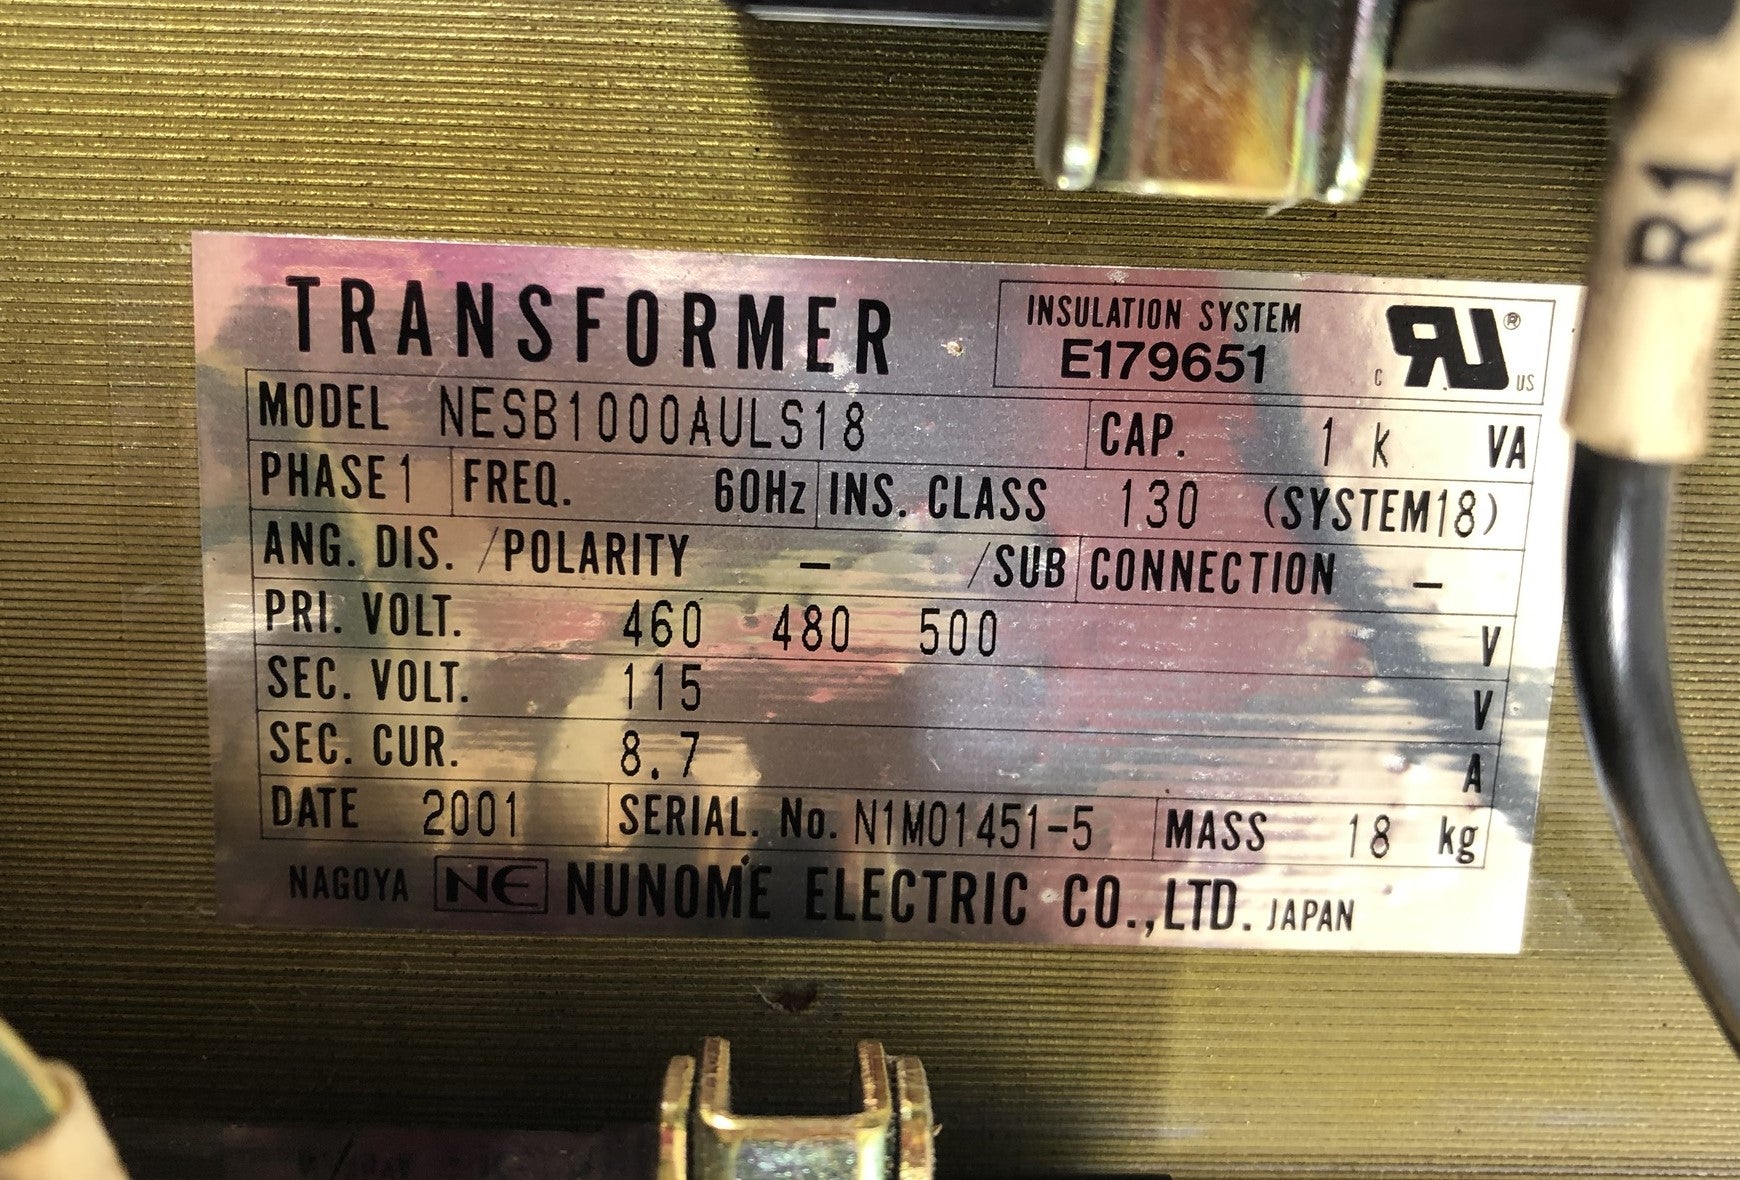 R1
TRANSFORMER
INSULATION SYSTEM
E179651
c RU ® US
MODEL NESB1000AULS18 CAP. 1 k VA
PHASE 1 FREQ. 60Hz INS. CLASS 130 (SYSTEM18)
ANG. DIS. /POLARITY – /SUB CONNECTION –
PRI. VOLT. 460 480 500 V
SEC. VOLT. 115 V
SEC. CUR. 8.7 A
DATE 2001 SERIAL. No. N1M01451-5 MASS 18 kg
NAGOYA NE NUNOME ELECTRIC CO.,LTD. JAPAN